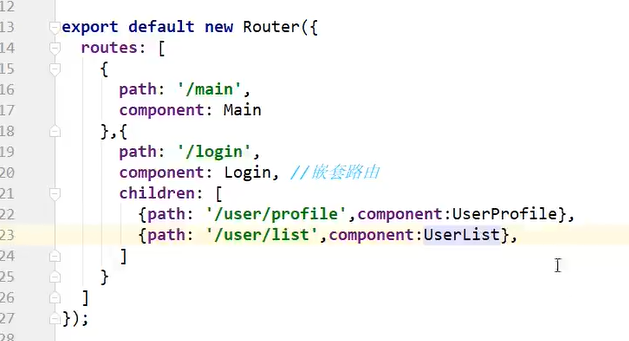 12
13 export default new Router({
14 routes: [
15 {
16 path: '/main',
17 component: Main
18 },{
19 path: '/login',
20 component: Login, //嵌套路由
21 children: [
22 {path: '/user/profile',component:UserProfile},
23 {path: '/user/list',component:UserList},
24 ]
25 }
26 ]
27 });
28